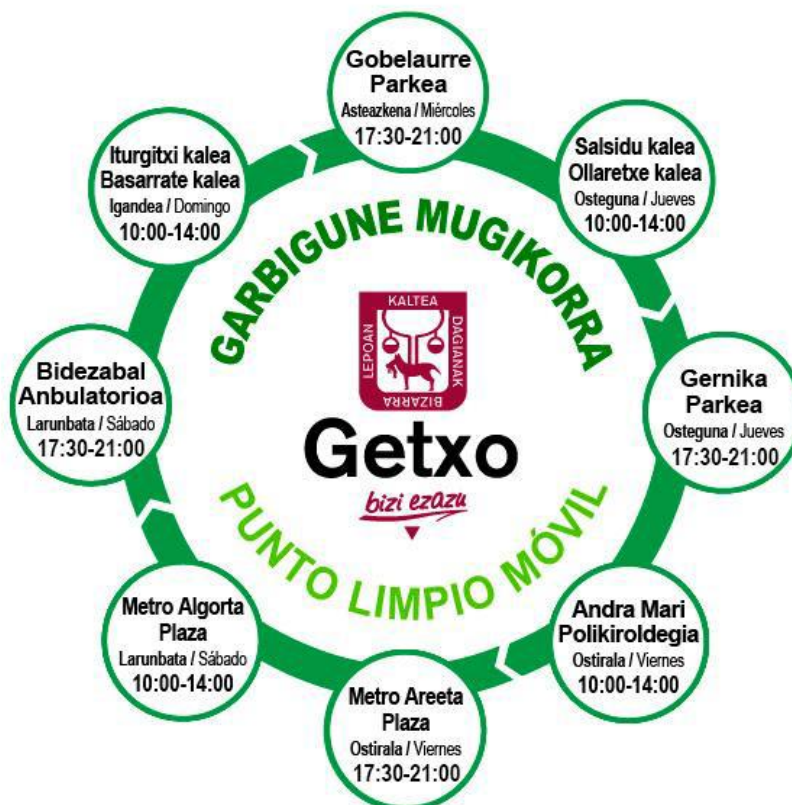 Gobelaurre
Parkea
Asteazkena / Miércoles
17:30-21:00
Salsidu kalea
Ollaretxe kalea
Osteguna / Jueves
10:00-14:00
Gernika
Parkea
Osteguna / Jueves
17:30-21:00
Andra Mari
Polikiroldegia
Ostirala / Viernes
10:00-14:00
Metro Areeta
Plaza
Ostirala / Viernes
17:30-21:00
Metro Algorta
Plaza
Larunbata / Sábado
10:00-14:00
Bidezabal
Anbulatorioa
Larunbata / Sábado
17:30-21:00
Iturgitxi kalea
Basarrate kalea
Igandea / Domingo
10:00-14:00
GARBIGUNE MUGIKORRA
LEPOAN
KALTEA
DAGIANAK
BIZARRA
Getxo
bizi ezazu
PUNTO LIMPIO MÓVIL